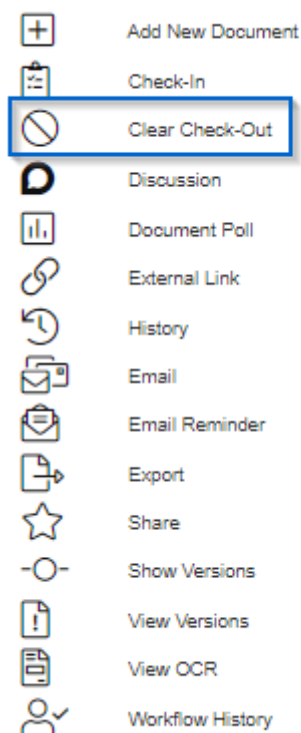 Add New Document
Check-In
Clear Check-Out
Discussion
Document Poll
External Link
History
Email
Email Reminder
Export
Share
Show Versions
View Versions
View OCR
Workflow History